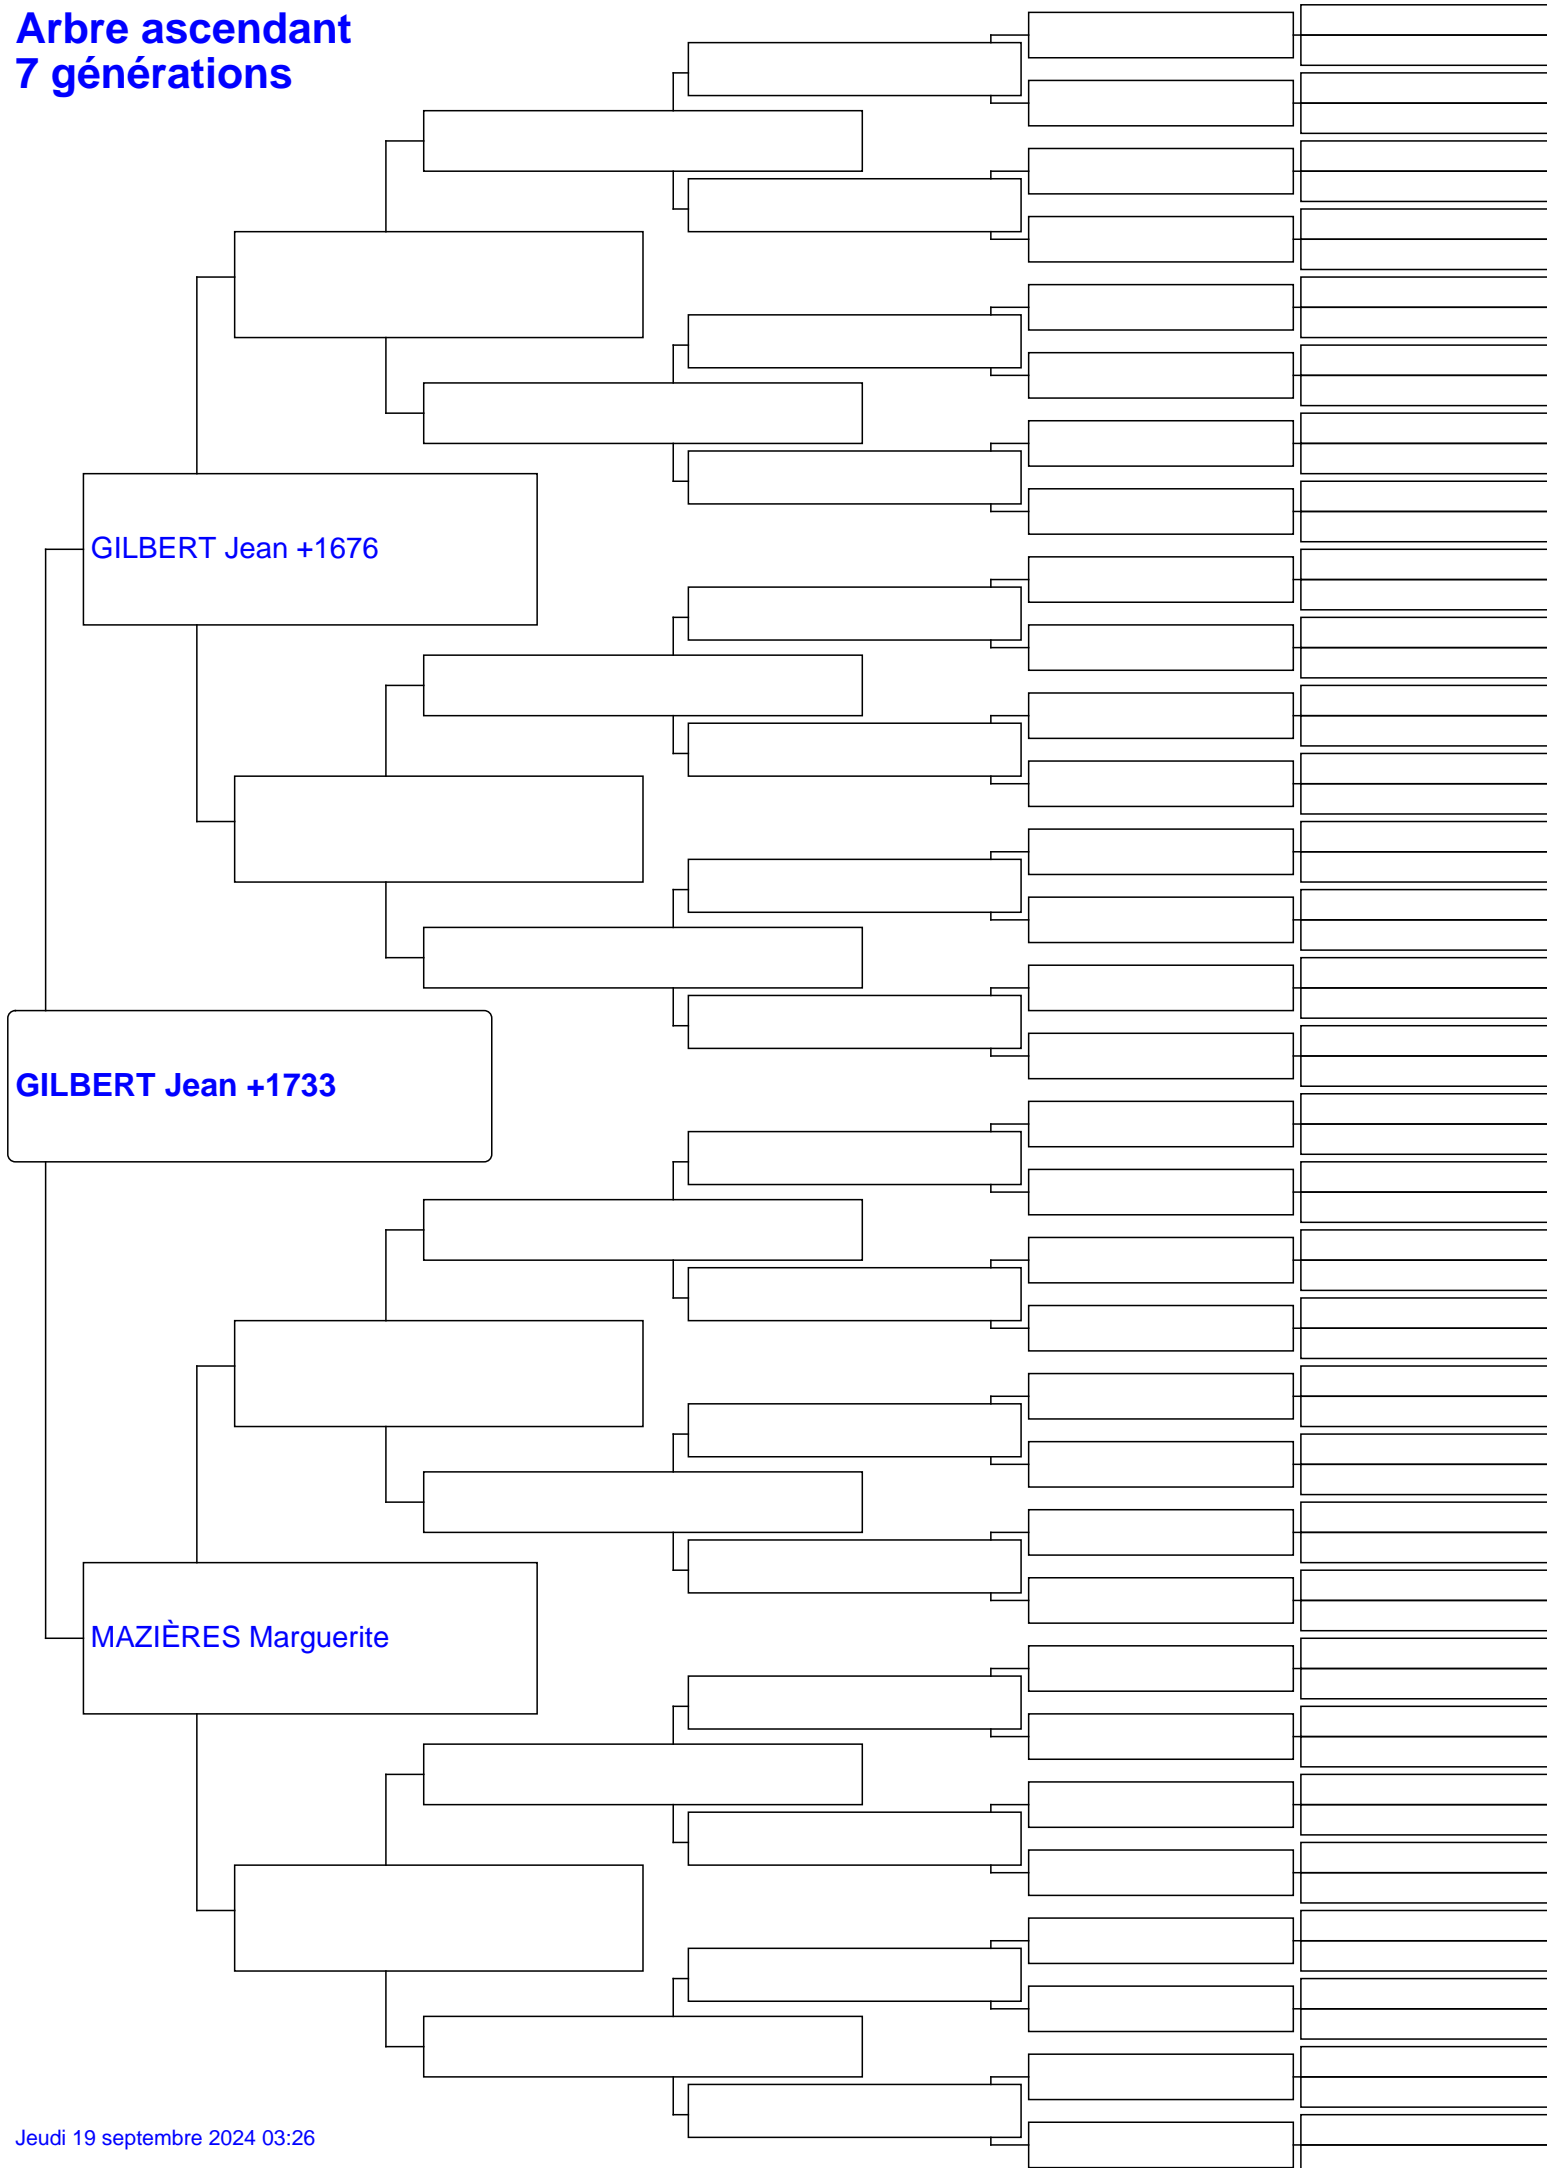 Arbre ascendant
7 générations
GILBERT Jean +1676
GILBERT Jean +1733
MAZIÈRES Marguerite
Jeudi 19 septembre 2024 03:26